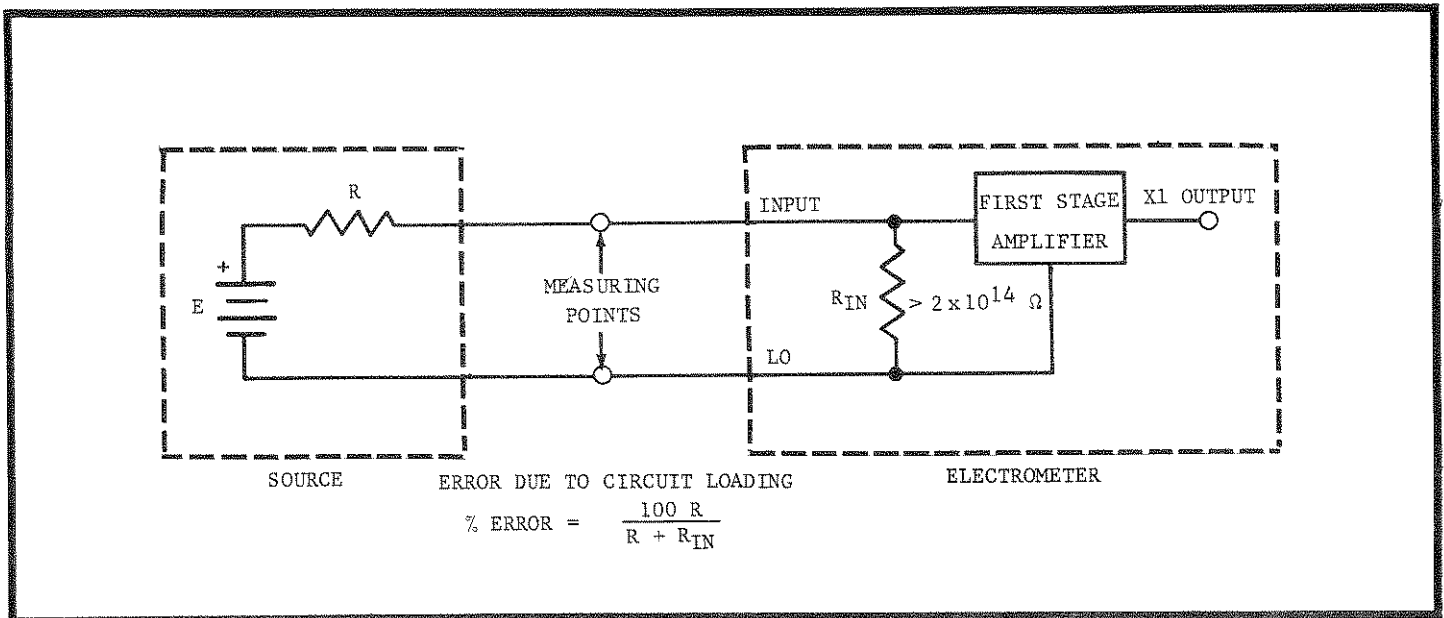 R
+
E
SOURCE
MEASURING
POINTS
INPUT
LO
R_IN > 2 x 10^14 Ω
FIRST STAGE
AMPLIFIER
X1 OUTPUT
ELECTROMETER
ERROR DUE TO CIRCUIT LOADING
% ERROR = 100 R / R + R_IN